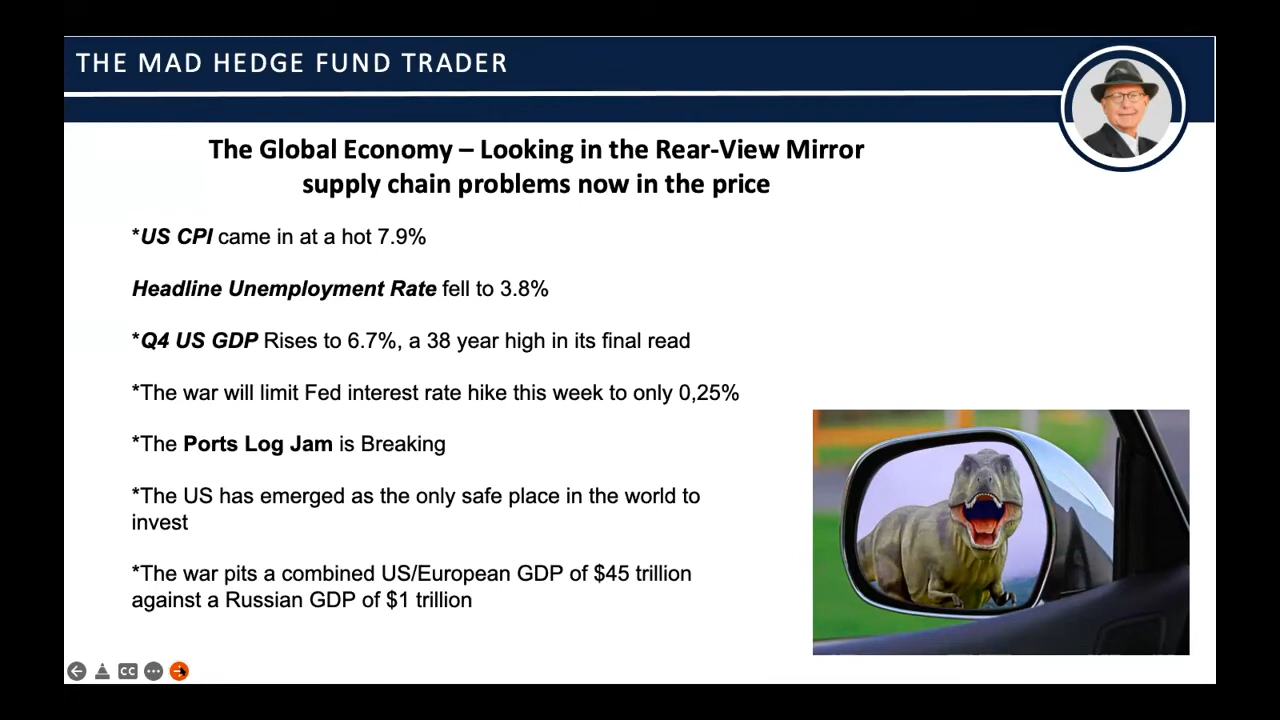 THE MAD HEDGE FUND TRADER
The Global Economy – Looking in the Rear-View Mirror
supply chain problems now in the price
*US CPI came in at a hot 7.9%
Headline Unemployment Rate fell to 3.8%
*Q4 US GDP Rises to 6.7%, a 38 year high in its final read
*The war will limit Fed interest rate hike this week to only 0,25%
*The Ports Log Jam is Breaking
*The US has emerged as the only safe place in the world to
invest
*The war pits a combined US/European GDP of $45 trillion
against a Russian GDP of $1 trillion
CC